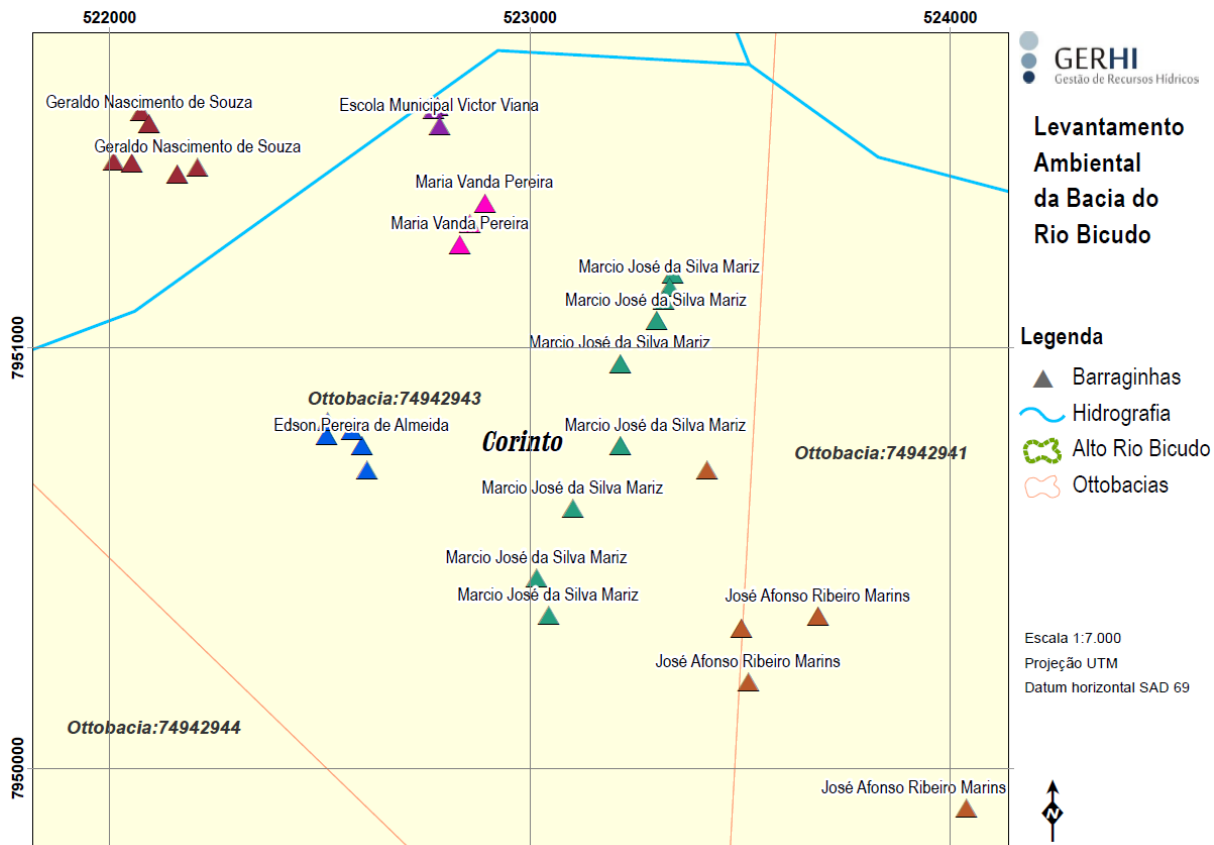 522000
523000
524000
GERHI
Gestão de Recursos Hídricos
Levantamento
Ambiental
da Bacia do
Rio Bicudo
Geraldo Nascimento de Souza
Escola Municipal Victor Viana
Geraldo Nascimento de Souza
Maria Vanda Pereira
Maria Vanda Pereira
Marcio José da Silva Mariz
Marcio José da Silva Mariz
7951000
Marcio José da Silva Mariz
Legenda
Barraginhas
Hidrografia
Alto Rio Bicudo
Ottobacias
Ottobacia:74942943
Edson Pereira de Almeida
Corinto
Marcio José da Silva Mariz
Ottobacia:74942941
Marcio José da Silva Mariz
Marcio José da Silva Mariz
Marcio José da Silva Mariz
José Afonso Ribeiro Marins
José Afonso Ribeiro Marins
Escala 1:7.000
Projeção UTM
Datum horizontal SAD 69
Ottobacia:74942944
7950000
José Afonso Ribeiro Marins
N